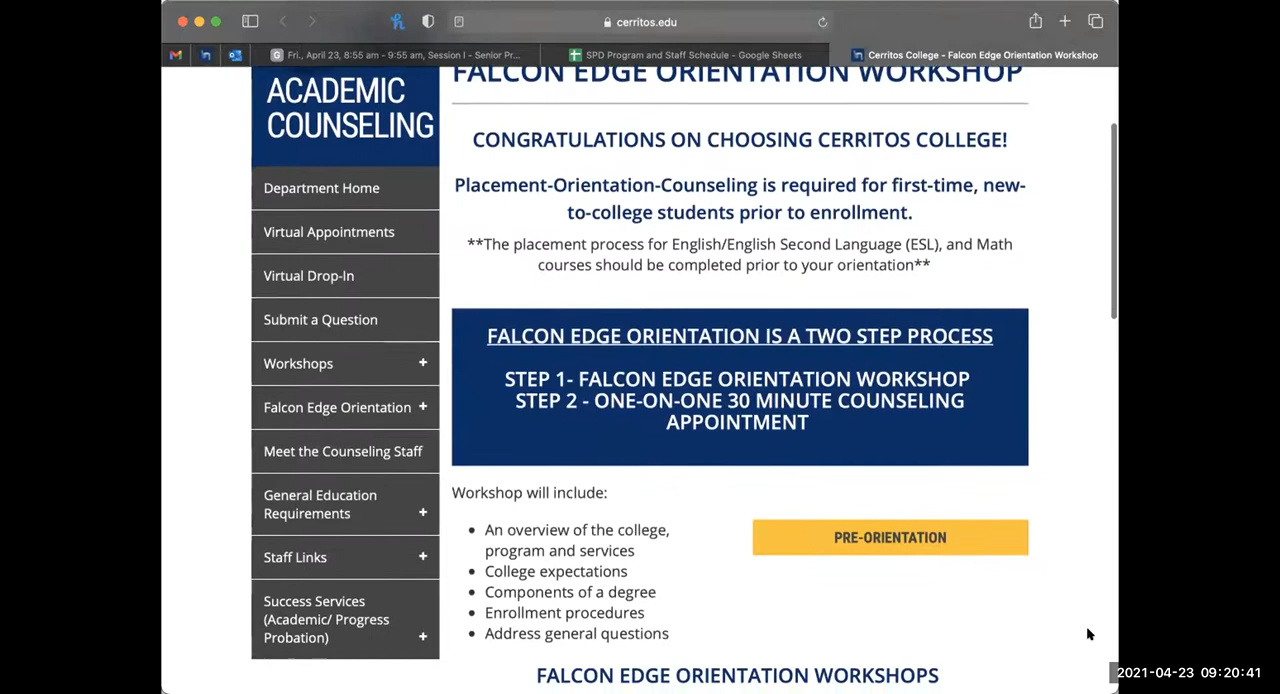 cerritos.edu
Fri., April 23, 8:55 am - 9:55 am, Session I - Senior Pr...
SPD Program and Staff Schedule - Google Sheets
Cerritos College - Falcon Edge Orientation Workshop
FALCON EDGE ORIENTATION WORKSHOP
ACADEMIC
COUNSELING
Department Home
Virtual Appointments
Virtual Drop-In
Submit a Question
Workshops +
Falcon Edge Orientation +
Meet the Counseling Staff
General Education
Requirements +
Staff Links +
Success Services
(Academic/ Progress
Probation) +
CONGRATULATIONS ON CHOOSING CERRITOS COLLEGE!
Placement-Orientation-Counseling is required for first-time, new-
to-college students prior to enrollment.
**The placement process for English/English Second Language (ESL), and Math
courses should be completed prior to your orientation**
FALCON EDGE ORIENTATION IS A TWO STEP PROCESS
STEP 1- FALCON EDGE ORIENTATION WORKSHOP
STEP 2 - ONE-ON-ONE 30 MINUTE COUNSELING
APPOINTMENT
Workshop will include:
• An overview of the college,
program and services
• College expectations
• Components of a degree
• Enrollment procedures
• Address general questions
PRE-ORIENTATION
FALCON EDGE ORIENTATION WORKSHOPS
2021-04-23 09:20:41